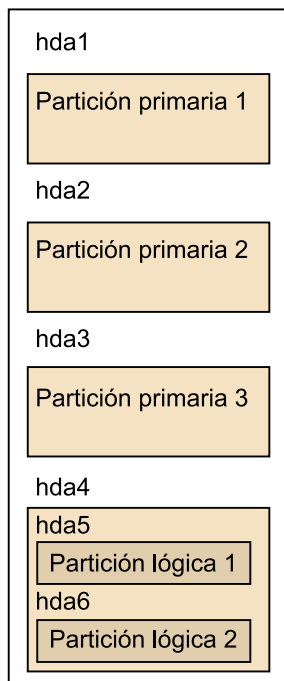 hda1
Partición primaria 1
hda2
Partición primaria 2
hda3
Partición primaria 3
hda4
hda5
Partición lógica 1
hda6
Partición lógica 2